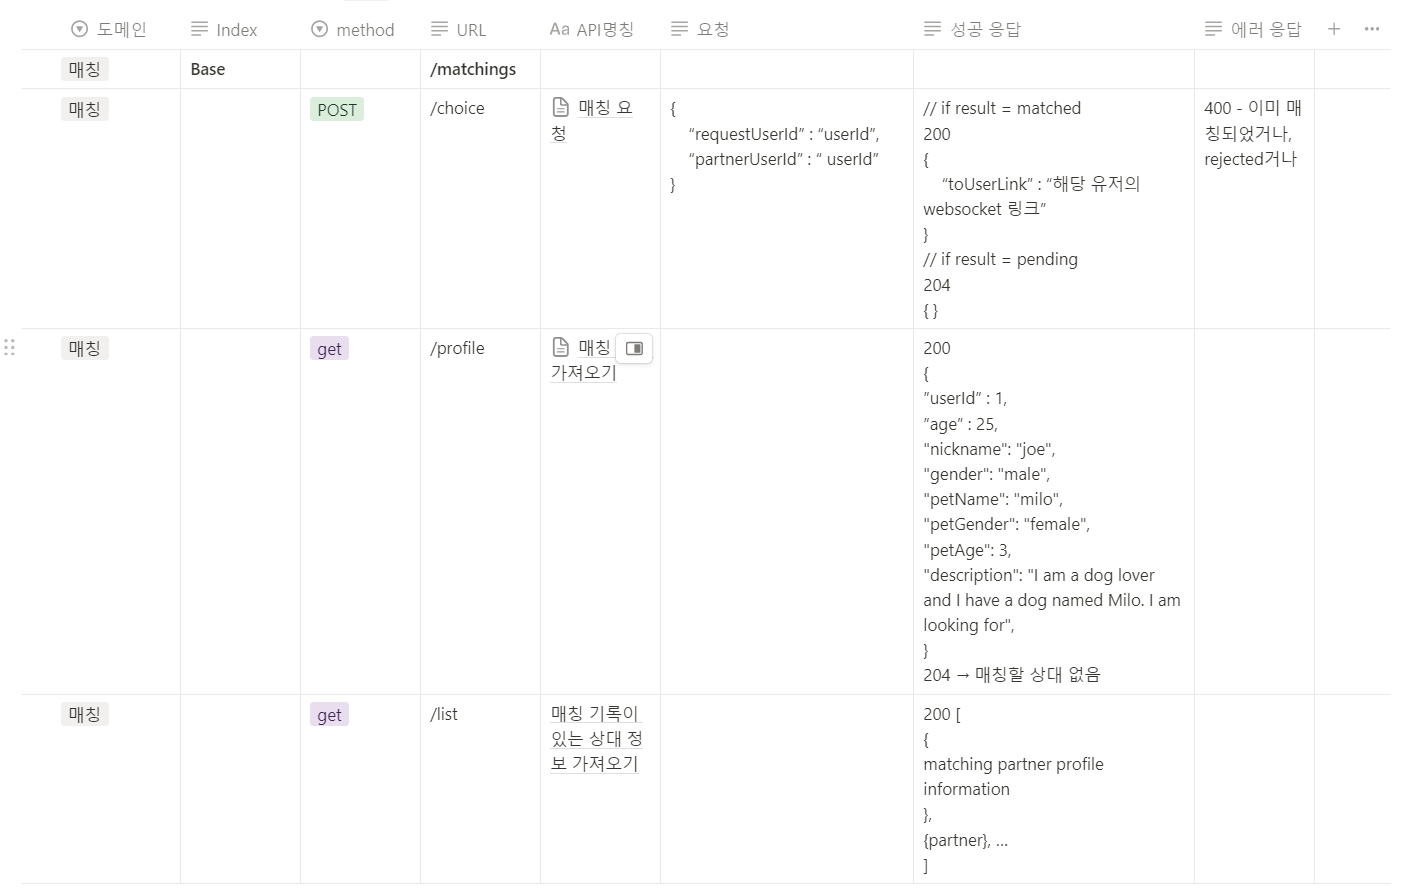 도메인 Index method URL Aa API명칭 요청 성공 응답 에러 응답
매칭 Base /matchings
매칭 POST /choice
매칭 요
청
{
“requestUserId” : “userId”,
“partnerUserId” : “ userId”
}
// if result = matched
200
{
“toUserLink” : “해당 유저의
websocket 링크”
}
// if result = pending
204
{ }
400 - 이미 매
칭되었거나,
rejected거나
매칭 get /profile
매칭
가져오기
200
{
”userId” : 1,
”age” : 25,
"nickname": "joe",
"gender": "male",
"petName": "milo",
"petGender": "female",
"petAge": 3,
"description": "I am a dog lover
and I have a dog named Milo. I am
looking for",
}
204 → 매칭할 상대 없음
매칭 get /list
매칭 기록이
있는 상대 정
보 가져오기
200 [
{
matching partner profile
information
},
{partner}, …
]